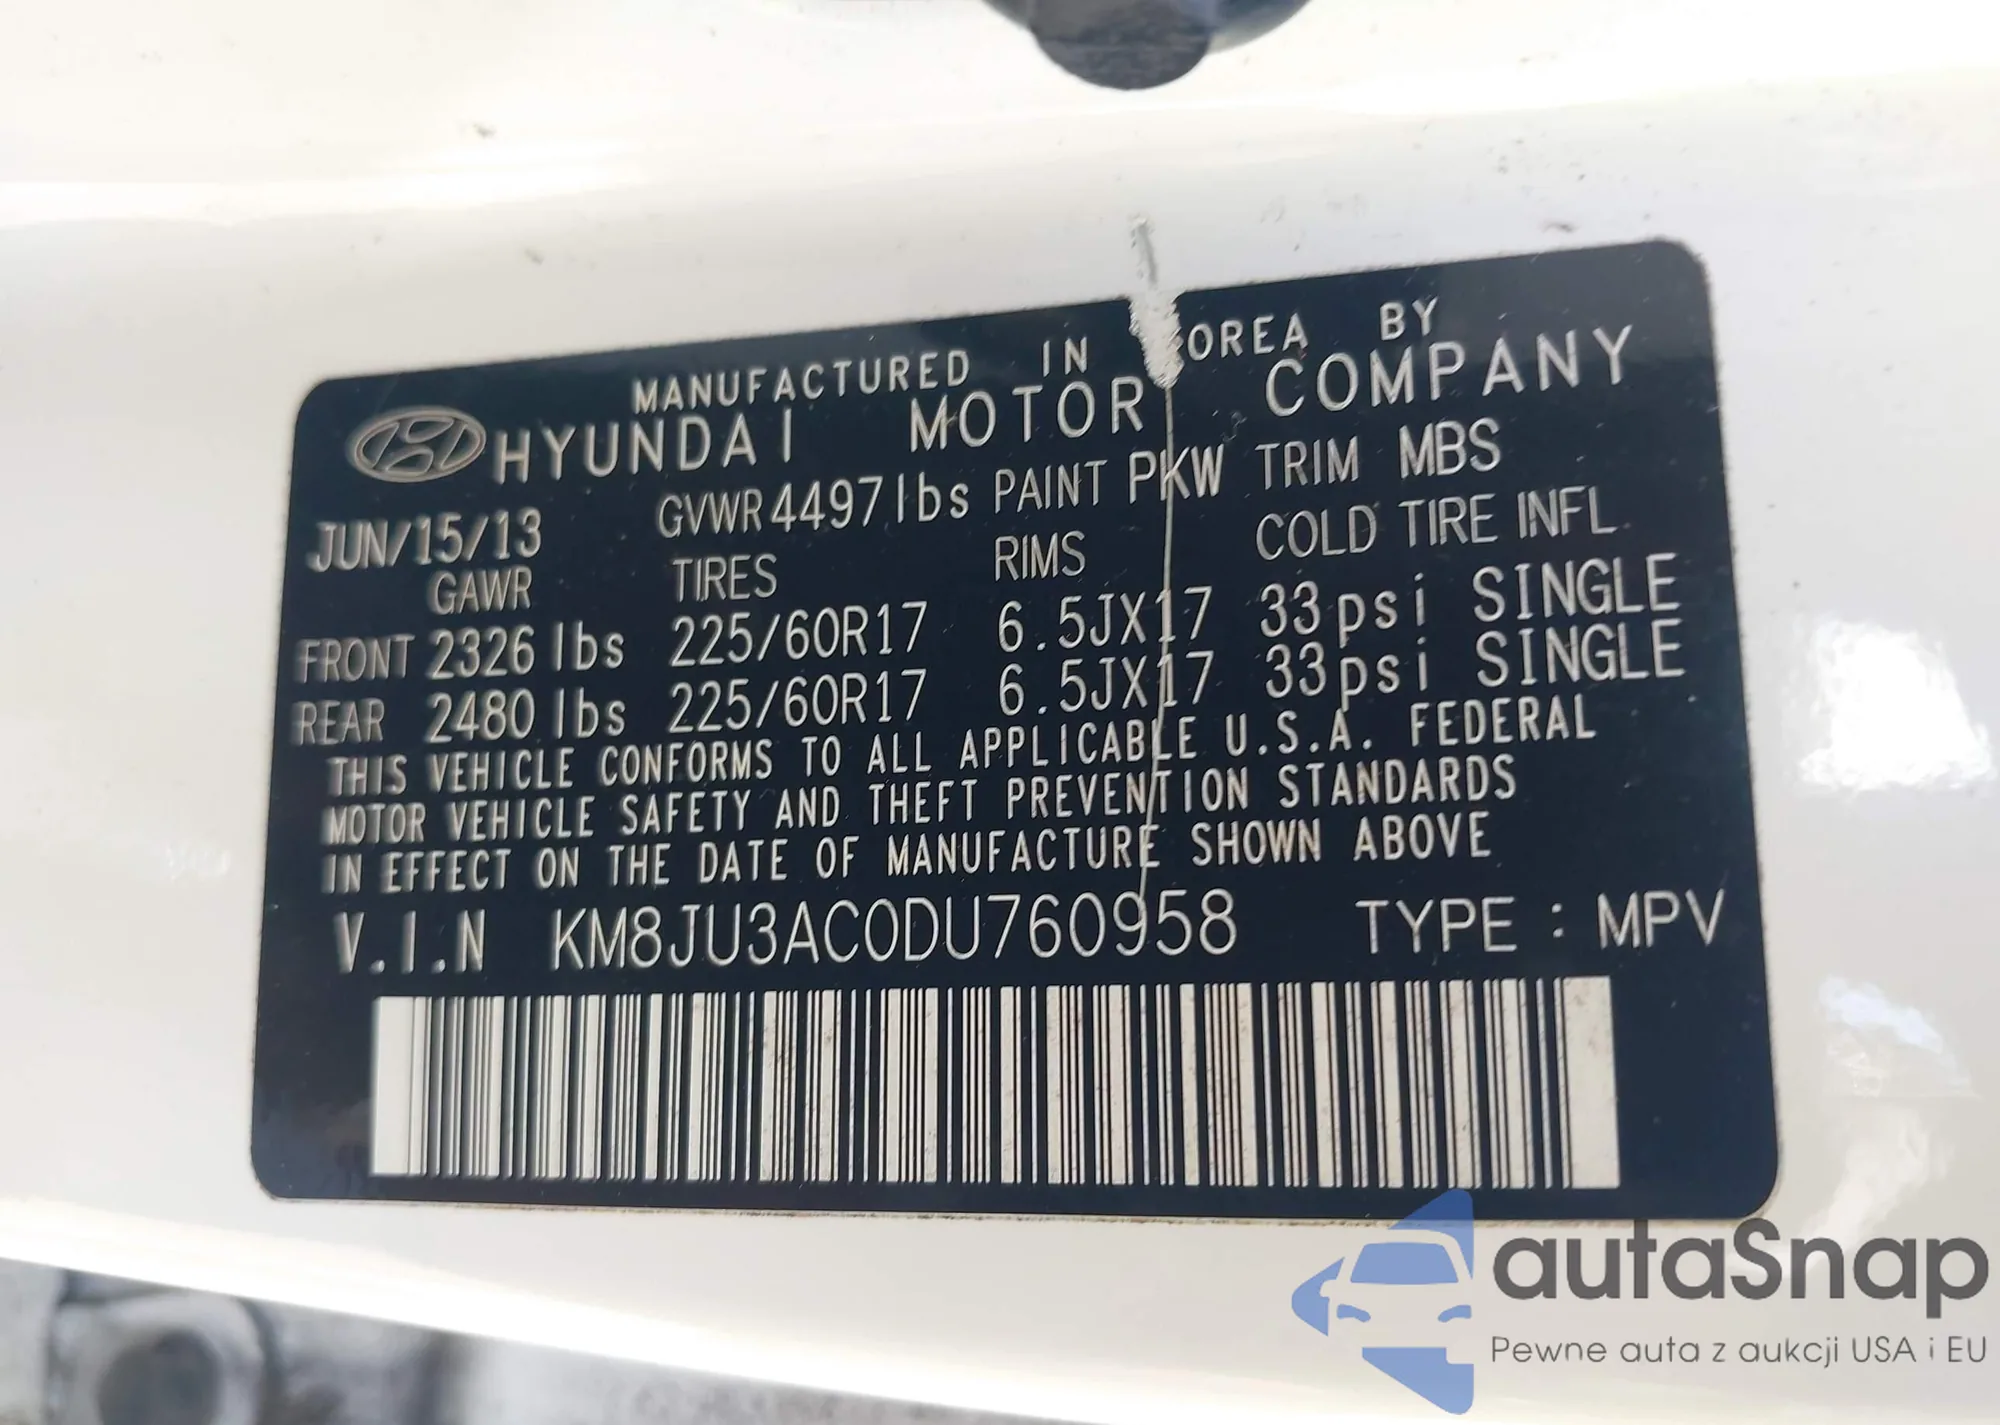 MANUFACTURED IN KOREA BY
HYUNDAI MOTOR COMPANY
JUN/15/13 GVWR 4497 lbs PAINT PKW TRIM MBS
GAWR TIRES RIMS COLD TIRE INFL.
FRONT 2326 lbs 225/60R17 6.5JX17 33psi SINGLE
REAR 2480 lbs 225/60R17 6.5JX17 33psi SINGLE
THIS VEHICLE CONFORMS TO ALL APPLICABLE U.S.A. FEDERAL
MOTOR VEHICLE SAFETY AND THEFT PREVENTION STANDARDS
IN EFFECT ON THE DATE OF MANUFACTURE SHOWN ABOVE
V.I.N KM8JU3AC0DU760958 TYPE : MPV
autaSnap
Pewne auta z aukcji USA i EU